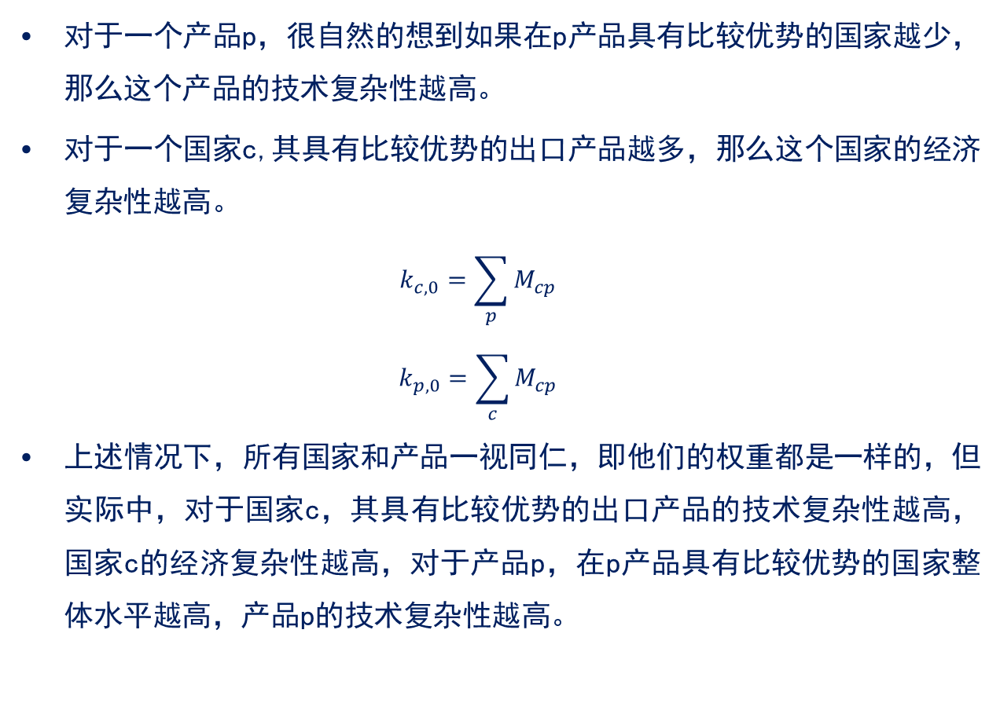 • 对于一个产品p，很自然的想到如果在p产品具有比较优势的国家越少，
那么这个产品的技术复杂性越高。
• 对于一个国家c,其具有比较优势的出口产品越多，那么这个国家的经济
复杂性越高。
k_{c,0} = ∑_p M_{cp}
k_{p,0} = ∑_c M_{cp}
• 上述情况下，所有国家和产品一视同仁，即他们的权重都是一样的，但
实际中，对于国家c，其具有比较优势的出口产品的技术复杂性越高，
国家c的经济复杂性越高，对于产品p，在p产品具有比较优势的国家整
体水平越高，产品p的技术复杂性越高。